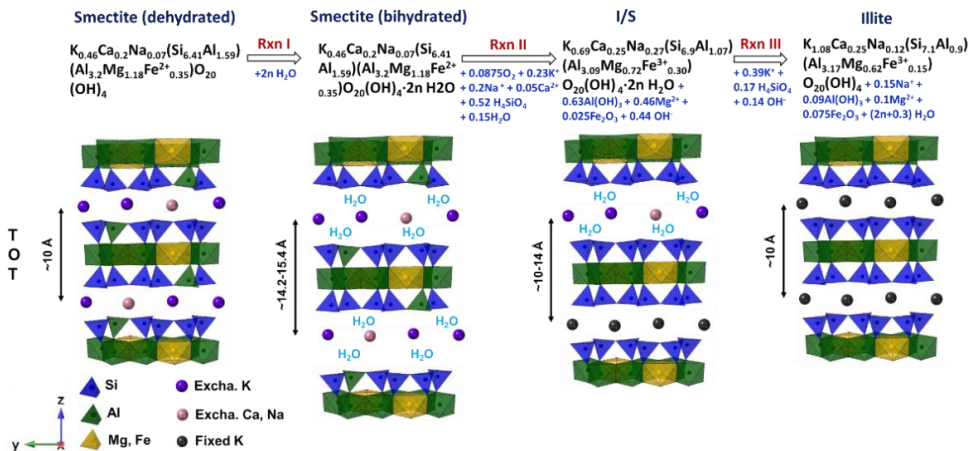 Smectite (dehydrated)
K0.46Ca0.2Na0.07(Si6.41Al1.59)
(Al3.2Mg1.18Fe2+0.35)O20
(OH)4
Rxn I
+2n H2O
Smectite (bihydrated)
K0.46Ca0.2Na0.07(Si6.41
Al1.59)(Al3.2Mg1.18Fe2+
0.35)O20(OH)4·2n H2O
Rxn II
+ 0.0875O2 + 0.23K+
+ 0.2Na+ + 0.05Ca2+
+ 0.52 H4SiO4
+ 0.15H2O
I/S
K0.69Ca0.25Na0.27(Si6.9Al1.07)
(Al3.09Mg0.72Fe3+0.30)
O20(OH)4·2n H2O +
0.63Al(OH)3 + 0.46Mg2+
+ 0.025Fe2O3 + 0.44 OH-
Rxn III
+ 0.39K+ +
0.17 H4SiO4
+ 0.14 OH-
Illite
K1.08Ca0.25Na0.12(Si7.1Al0.9)
(Al3.17Mg0.62Fe3+0.15)
O20(OH)4 + 0.15Na+ +
0.09Al(OH)3 + 0.1Mg2+ +
0.075Fe2O3 + (2n+0.3) H2O
T
O
T
~10 Å
H2O
H2O
H2O
H2O
~14.2-15.4 Å
H2O
H2O
H2O
H2O
H2O
H2O
H2O
H2O
~10-14 Å
~10 Å
Si
Al
Mg, Fe
Excha. K
Excha. Ca, Na
Fixed K
z
y
x